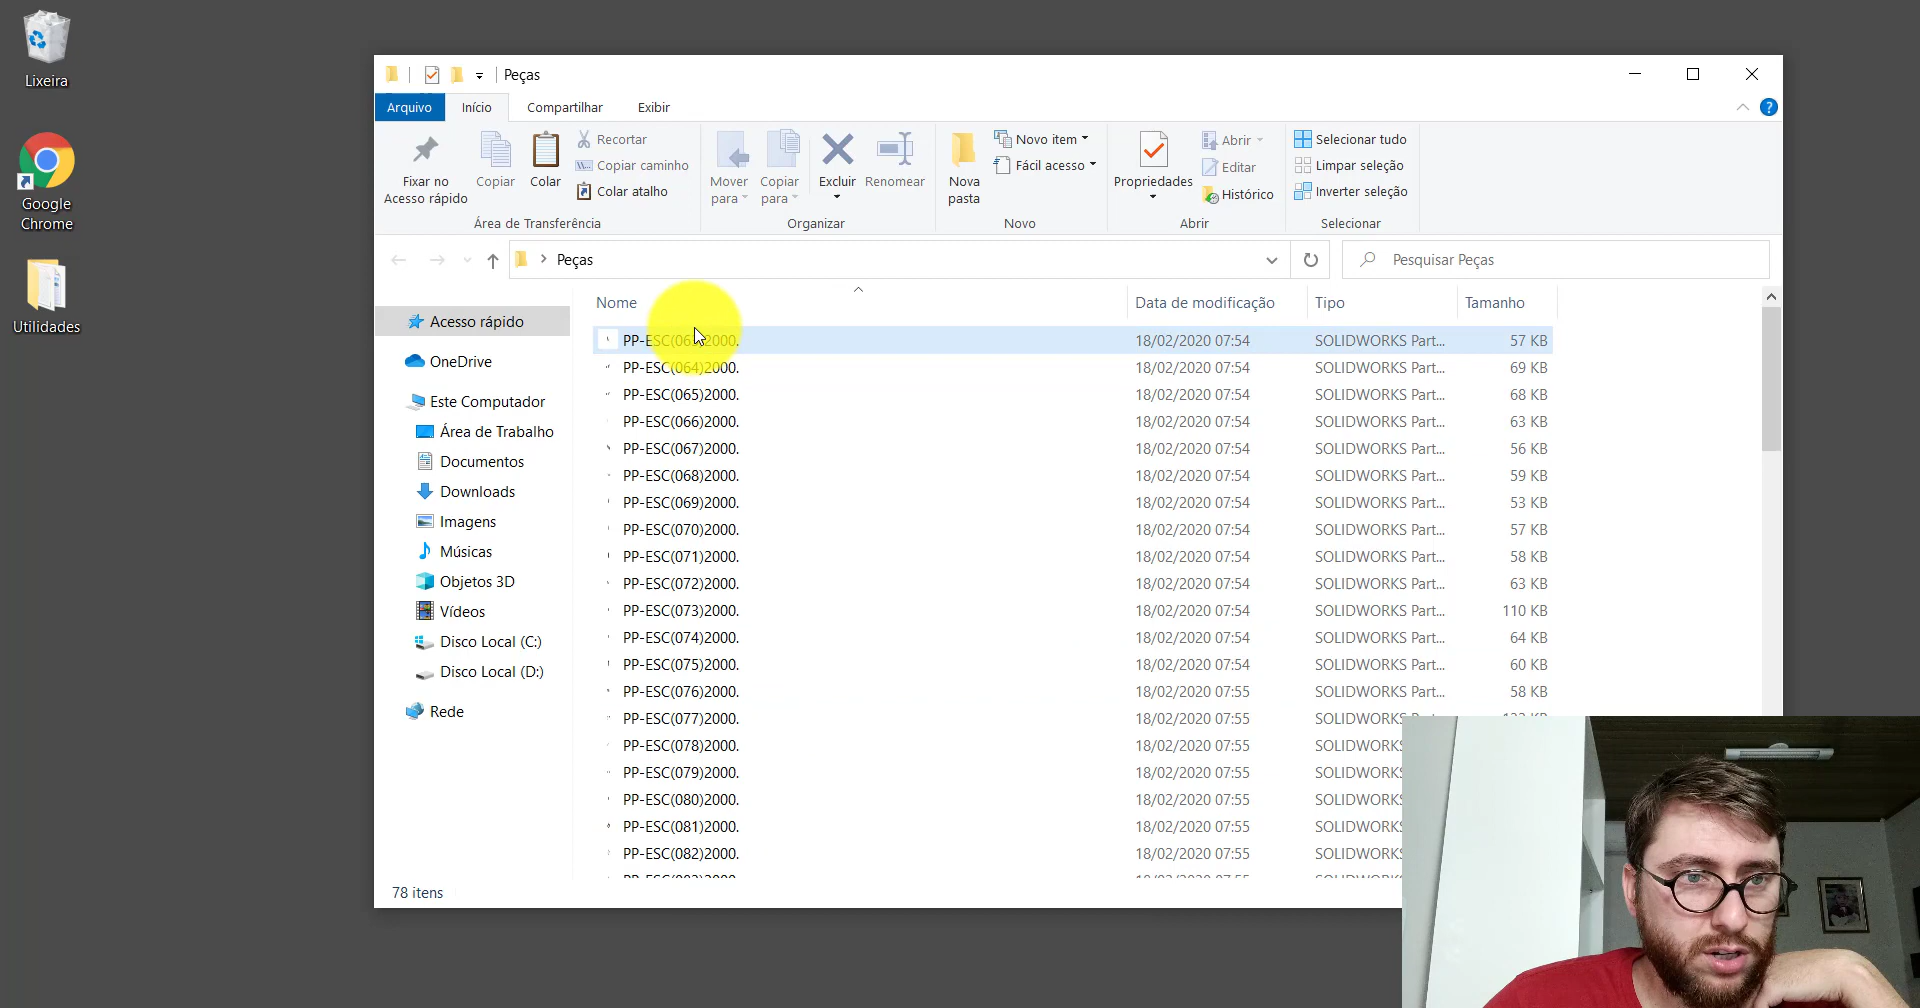 Lixeira
Google
Chrome
Utilidades
Peças
Arquivo Início Compartilhar Exibir
Fixar no
Acesso rápido
Copiar
Colar
Recortar
Copiar caminho
Colar atalho
Área de Transferência
Mover
para
Copiar
para
Excluir
Renomear
Organizar
Nova
pasta
Novo item
Fácil acesso
Novo
Propriedades
Abrir
Editar
Histórico
Abrir
Selecionar tudo
Limpar seleção
Inverter seleção
Selecionar
Peças
Pesquisar Peças
Acesso rápido
OneDrive
Este Computador
Área de Trabalho
Documentos
Downloads
Imagens
Músicas
Objetos 3D
Vídeos
Disco Local (C:)
Disco Local (D:)
Rede
Nome Data de modificação Tipo Tamanho
18/02/2020 07:54 SOLIDWORKS Part... 57 KB
PP-ESC(064)2000. 18/02/2020 07:54 SOLIDWORKS Part... 69 KB
PP-ESC(065)2000. 18/02/2020 07:54 SOLIDWORKS Part... 68 KB
PP-ESC(066)2000. 18/02/2020 07:54 SOLIDWORKS Part... 63 KB
PP-ESC(067)2000. 18/02/2020 07:54 SOLIDWORKS Part... 56 KB
PP-ESC(068)2000. 18/02/2020 07:54 SOLIDWORKS Part... 59 KB
PP-ESC(069)2000. 18/02/2020 07:54 SOLIDWORKS Part... 53 KB
PP-ESC(070)2000. 18/02/2020 07:54 SOLIDWORKS Part... 57 KB
PP-ESC(071)2000. 18/02/2020 07:54 SOLIDWORKS Part... 58 KB
PP-ESC(072)2000. 18/02/2020 07:54 SOLIDWORKS Part... 63 KB
PP-ESC(073)2000. 18/02/2020 07:54 SOLIDWORKS Part... 110 KB
PP-ESC(074)2000. 18/02/2020 07:54 SOLIDWORKS Part... 64 KB
PP-ESC(075)2000. 18/02/2020 07:54 SOLIDWORKS Part... 60 KB
PP-ESC(076)2000. 18/02/2020 07:55 SOLIDWORKS Part... 58 KB
PP-ESC(077)2000. 18/02/2020 07:55
PP-ESC(078)2000. 18/02/2020 07:55 SOLIDWORKS
PP-ESC(079)2000. 18/02/2020 07:55 SOLIDWORKS
PP-ESC(080)2000. 18/02/2020 07:55 SOLIDWORKS
PP-ESC(081)2000. 18/02/2020 07:55 SOLIDWORKS
PP-ESC(082)2000. 18/02/2020 07:55 SOLIDWORKS
78 itens